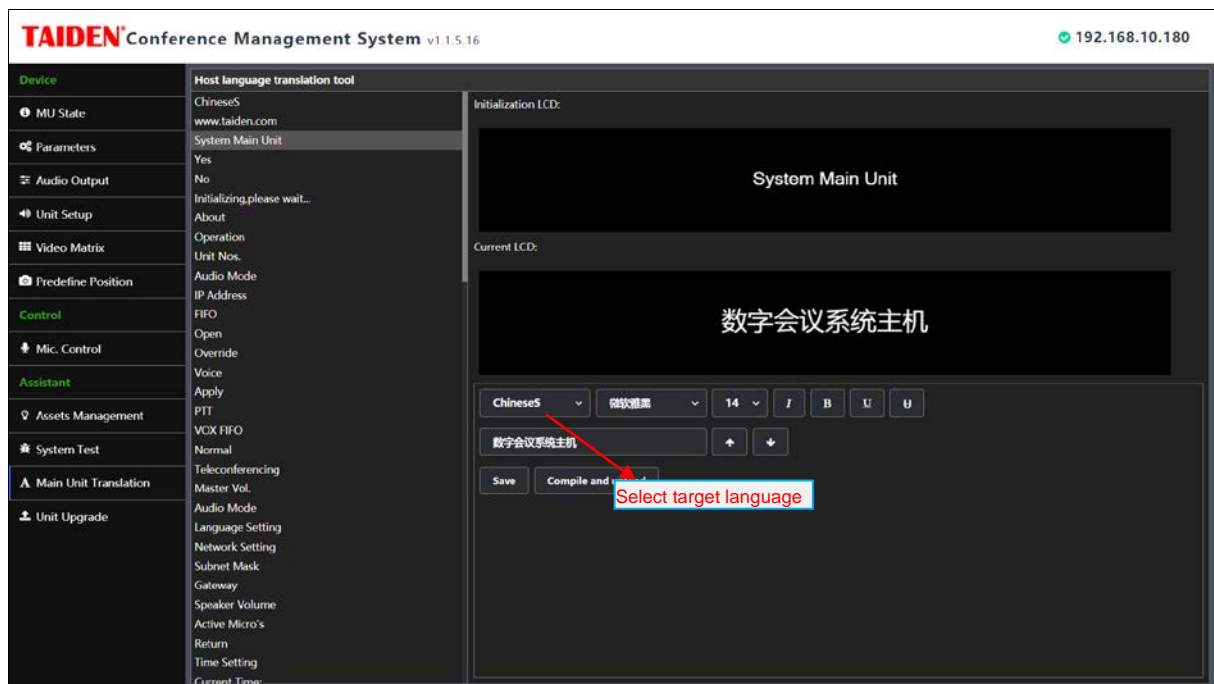 TAIDEN Conference Management System v1.1.5.16
192.168.10.180
Device
MU State
Parameters
Audio Output
Unit Setup
Video Matrix
Predefine Position
Control
Mic. Control
Assistant
Assets Management
System Test
Main Unit Translation
Unit Upgrade
Host language translation tool
ChineseS
www.taiden.com
System Main Unit
Yes
No
Initializing,please wait...
About
Operation
Unit Nos.
Audio Mode
IP Address
FIFO
Open
Override
Voice
Apply
PTT
VOX FIFO
Normal
Teleconferencing
Master Vol.
Audio Mode
Language Setting
Network Setting
Subnet Mask
Gateway
Speaker Volume
Active Micro's
Return
Time Setting
Current Time:
Initialization LCD:
System Main Unit
Current LCD:
数字会议系统主机
ChineseS 微软雅黑 14 I B U U
数字会议系统主机
Save Compile and
Select target language